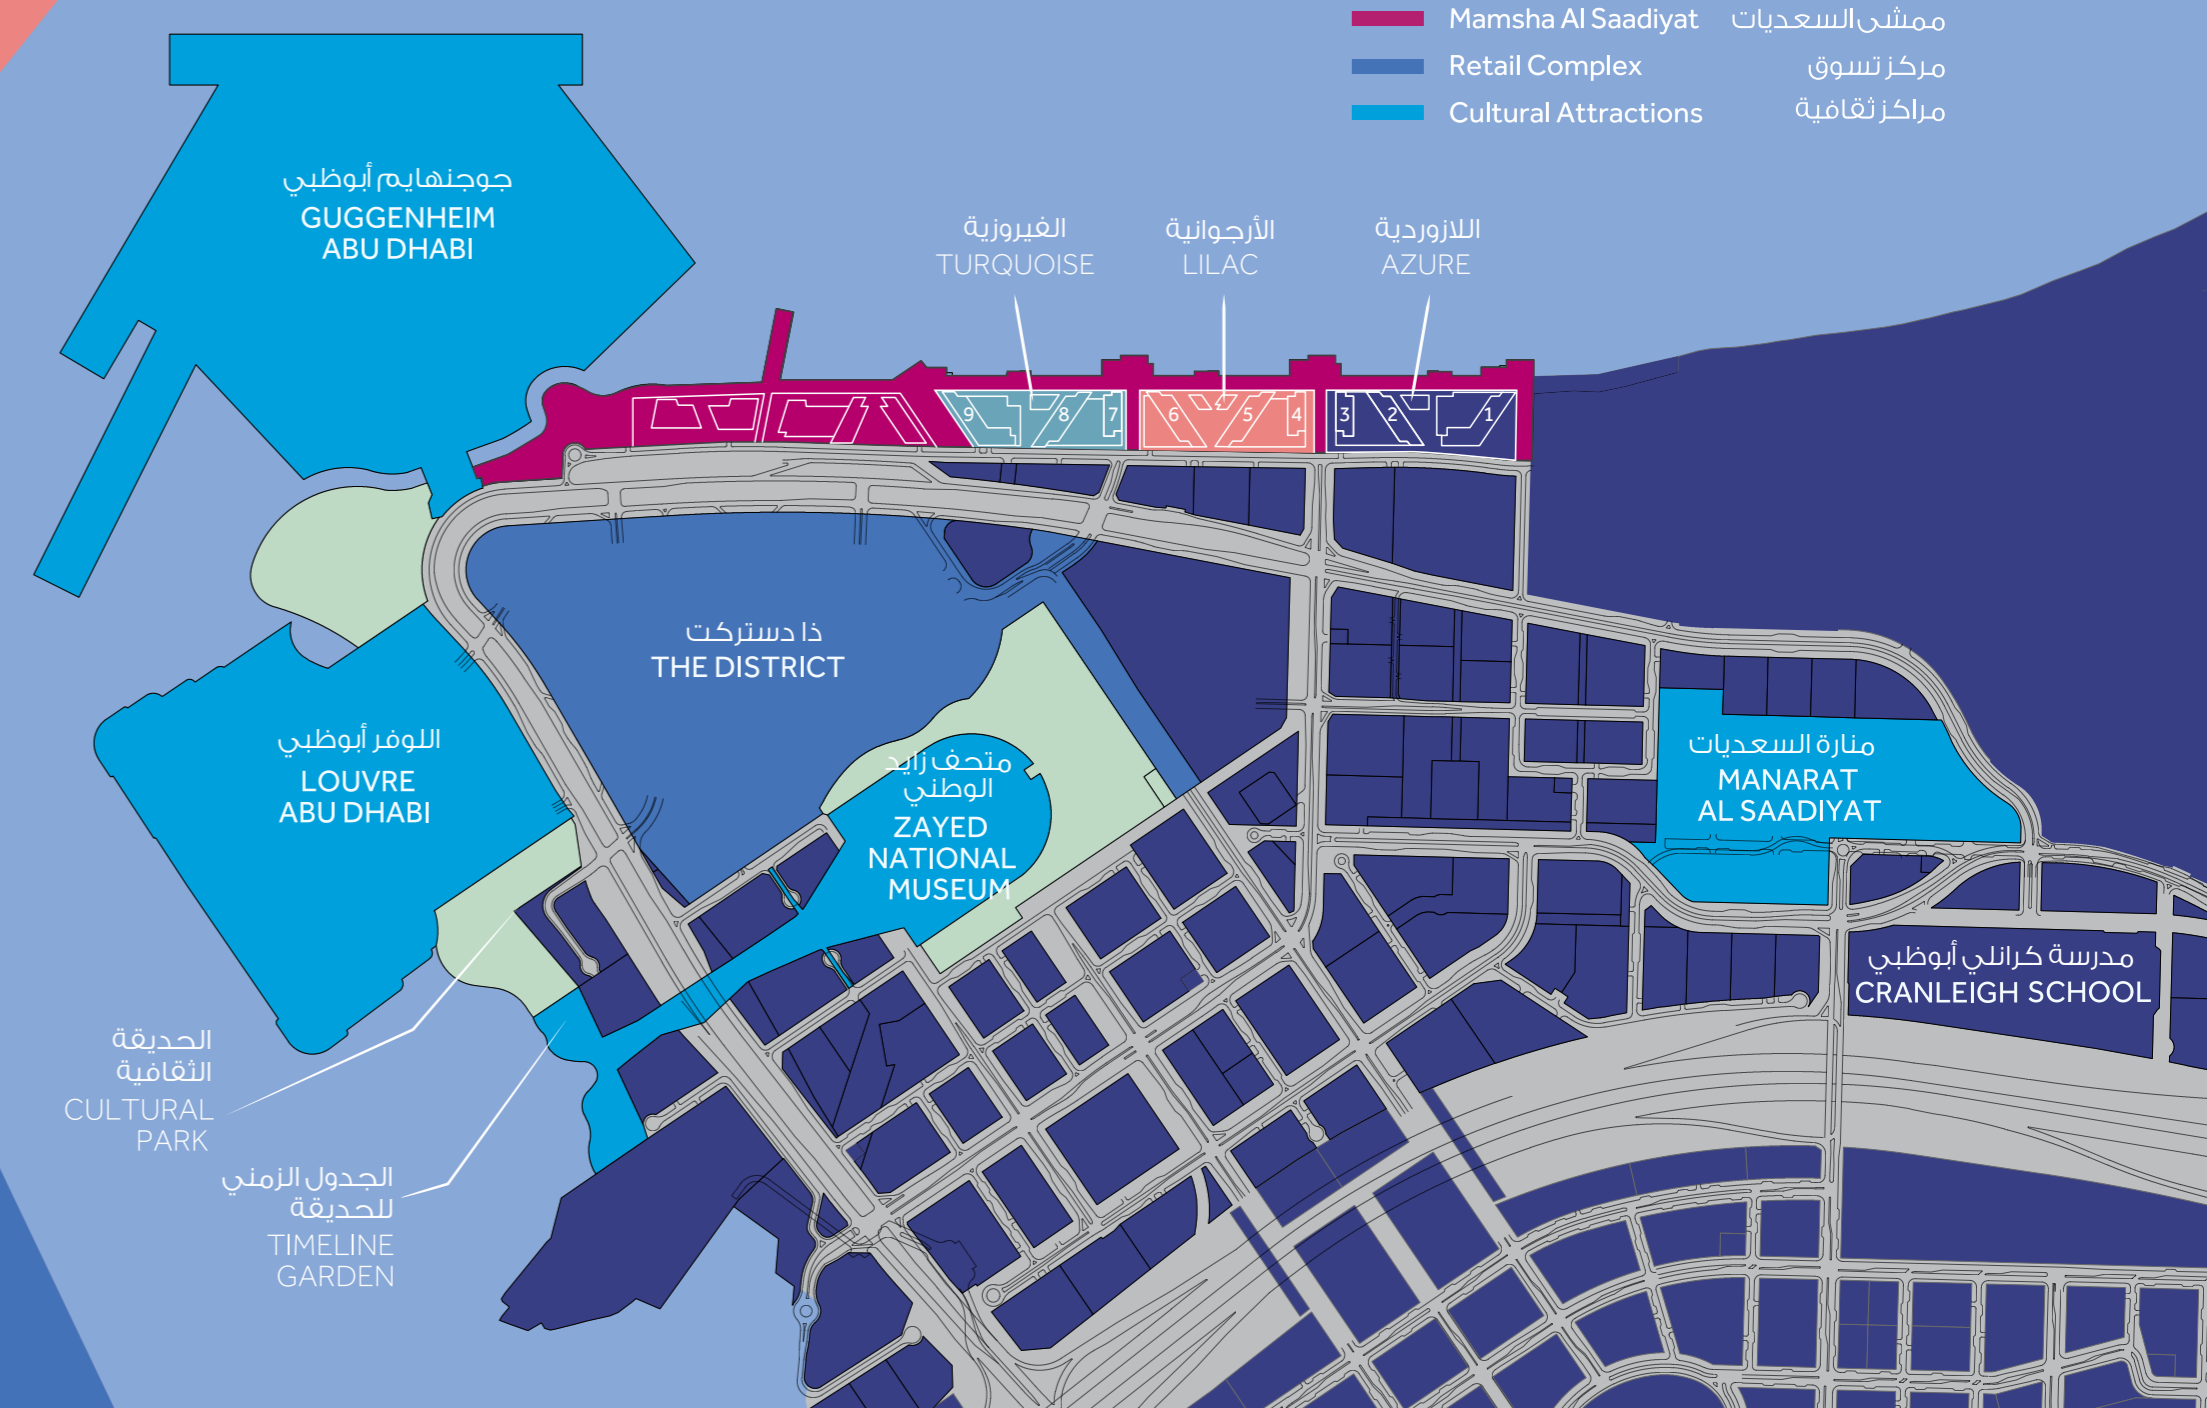 Mamsha Al Saadiyat ممشى السعديات
Retail Complex مركز تسوق
Cultural Attractions مراكز ثقافية
جوجنهايم أبوظبي
GUGGENHEIM
ABU DHABI
الفيروزية
TURQUOISE
الأرجوانية
LILAC
اللازوردية
AZURE
9 8 7 6 5 4 3 2 1
ذا دستركت
THE DISTRICT
اللوفر أبوظبي
LOUVRE
ABU DHABI
متحف زايد
الوطني
ZAYED
NATIONAL
MUSEUM
منارة السعديات
MANARAT
AL SAADIYAT
مدرسة كرانلي أبوظبي
CRANLEIGH SCHOOL
الحديقة
الثقافية
CULTURAL
PARK
الجدول الزمني
للحديقة
TIMELINE
GARDEN